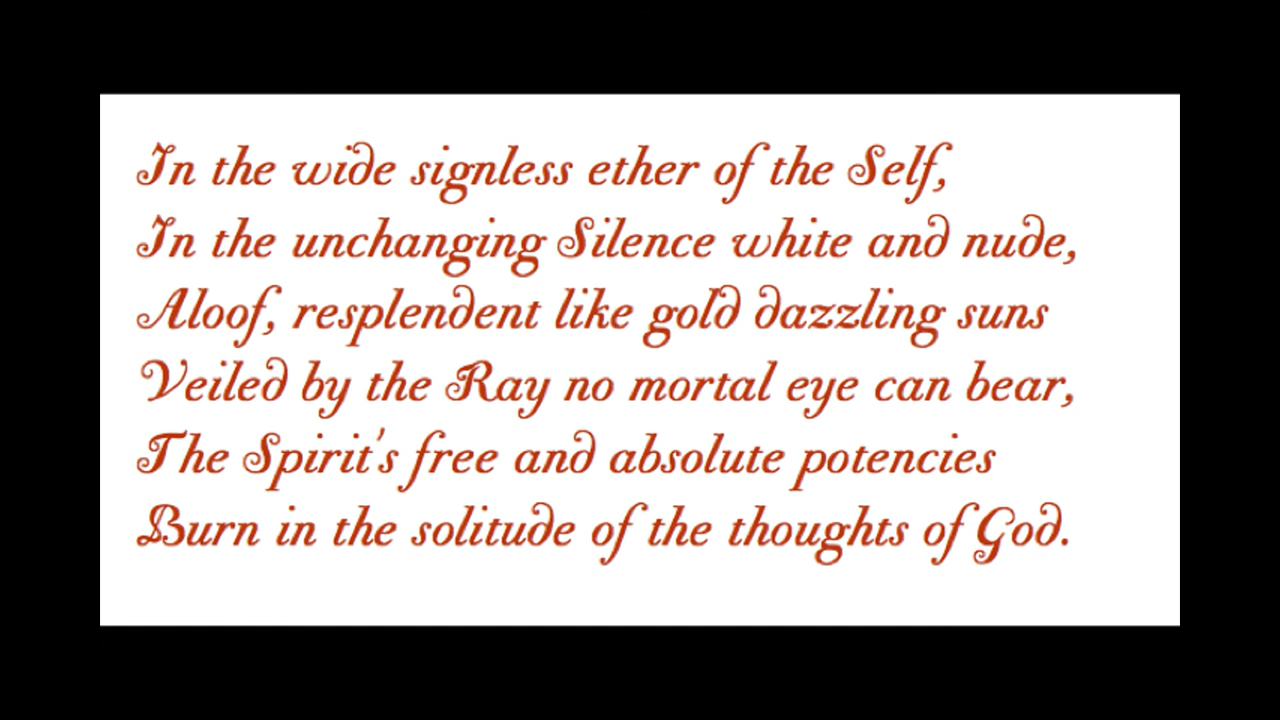 In the wide signless ether of the Self,
In the unchanging Silence white and nude,
Aloof, resplendent like gold dazzling suns
Veiled by the Ray no mortal eye can bear,
The Spirit's free and absolute potencies
Burn in the solitude of the thoughts of God.